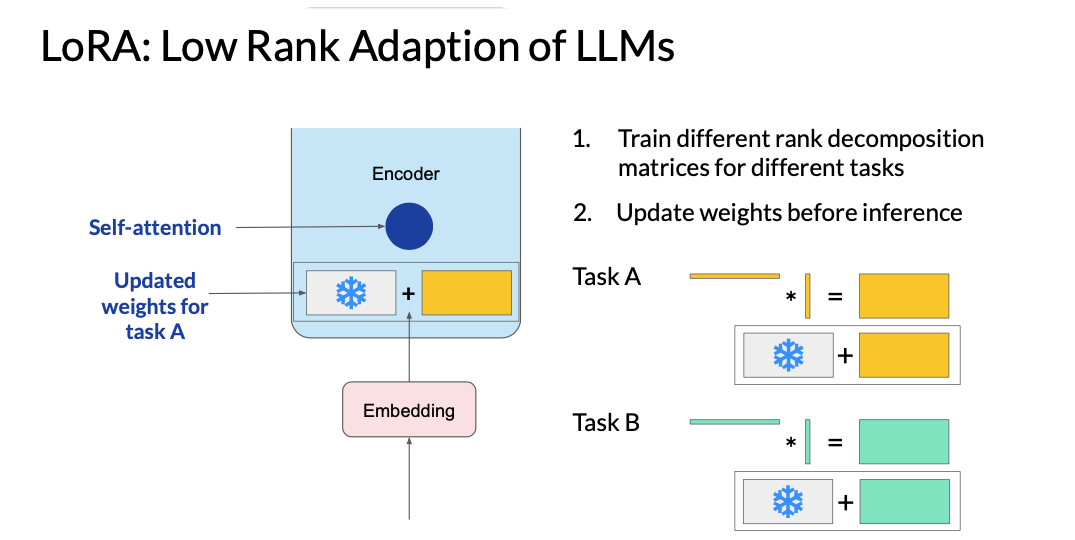 LoRA: Low Rank Adaption of LLMs
Encoder
Self-attention
Updated
weights for
task A
+
Embedding
1. Train different rank decomposition
matrices for different tasks
2. Update weights before inference
Task A
* =
+
Task B
* =
+